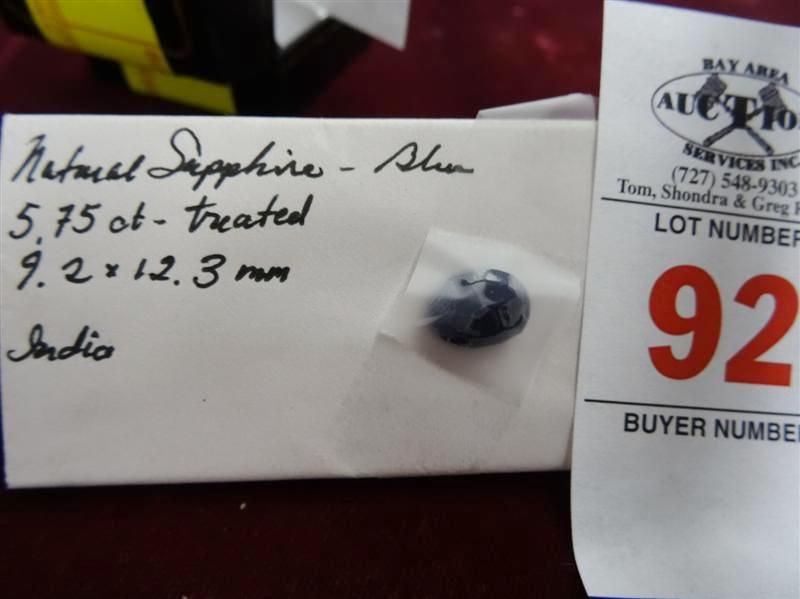 Natural Sapphire - Blue
5.75 ct - treated
9.2 x 12.3 mm
India
BAY AREA
AUCTIO
SERVICES INC.
(727) 548-9303
Tom, Shondra & Greg
LOT NUMBER
92
BUYER NUMBE